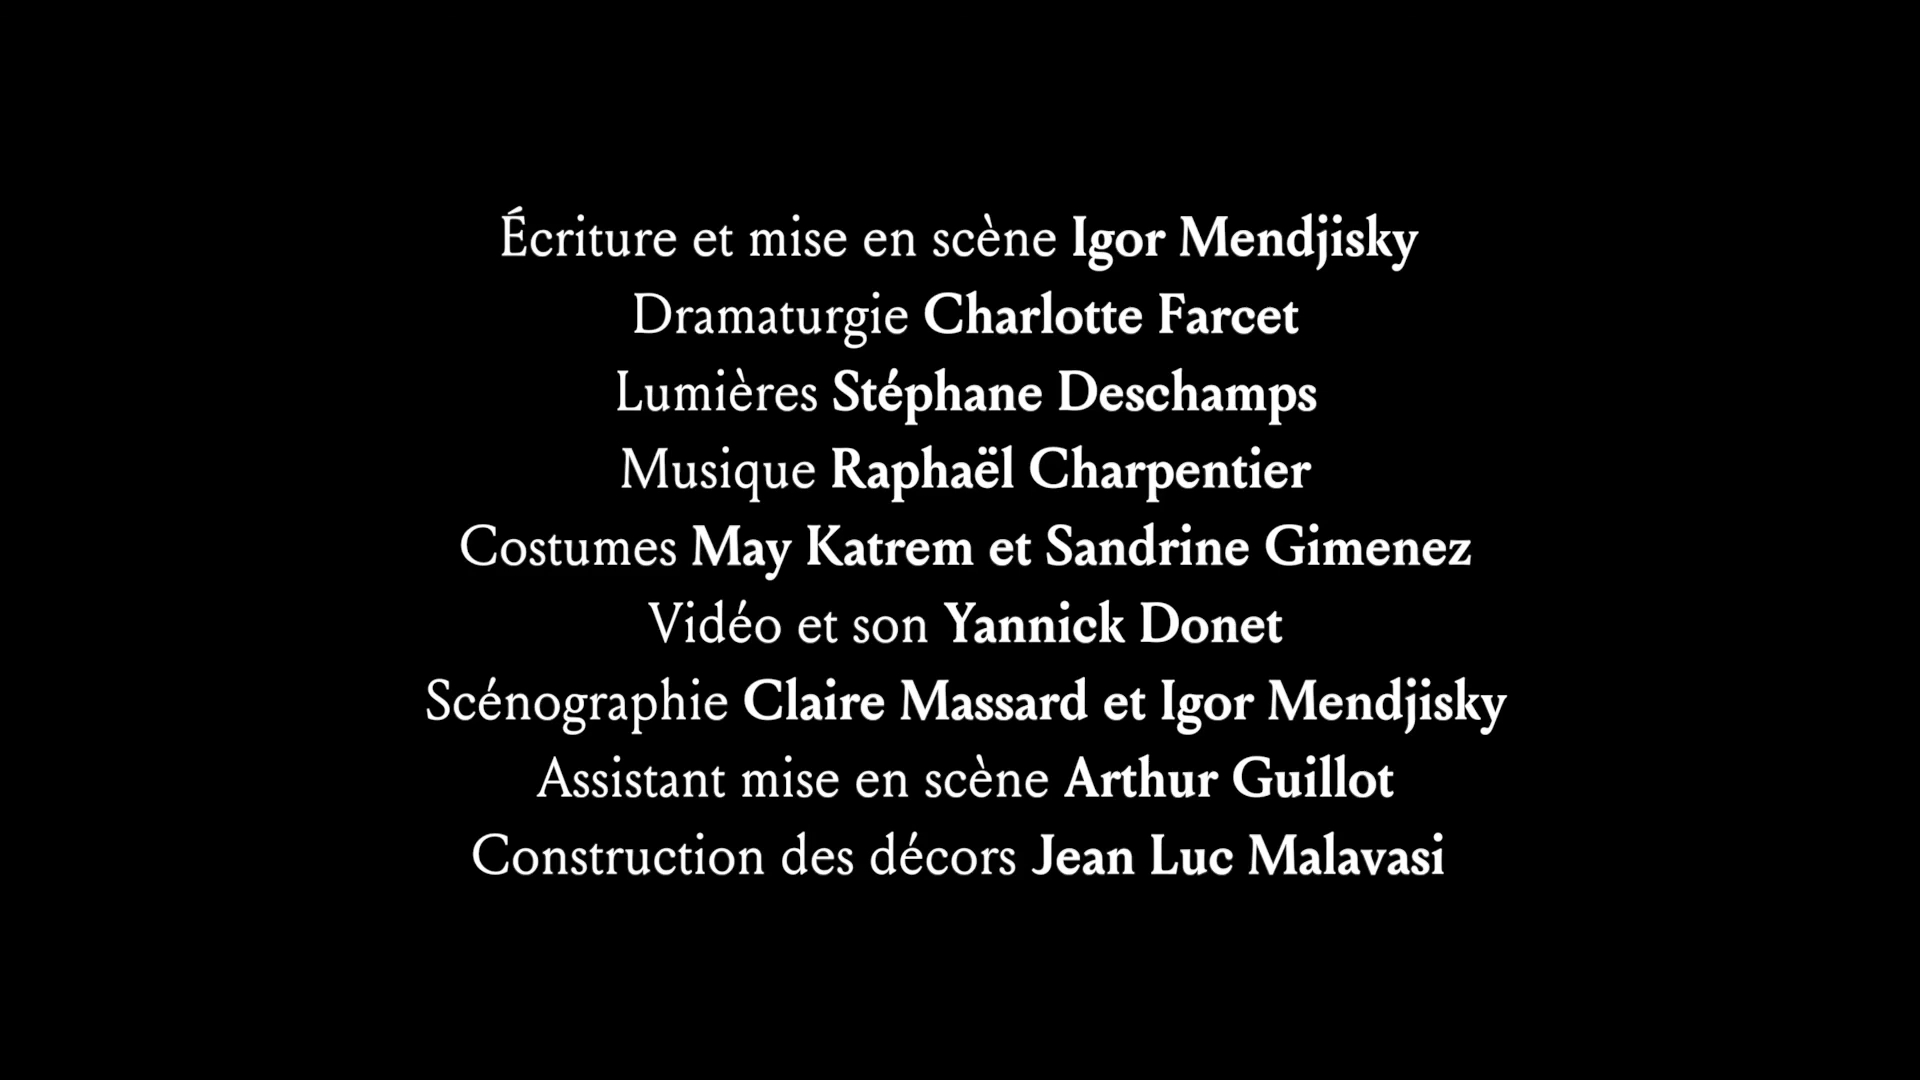 Écriture et mise en scène Igor Mendjisky
Dramaturgie Charlotte Farcet
Lumières Stéphane Deschamps
Musique Raphaël Charpentier
Costumes May Katrem et Sandrine Gimenez
Vidéo et son Yannick Donet
Scénographie Claire Massard et Igor Mendjisky
Assistant mise en scène Arthur Guillot
Construction des décors Jean Luc Malavasi